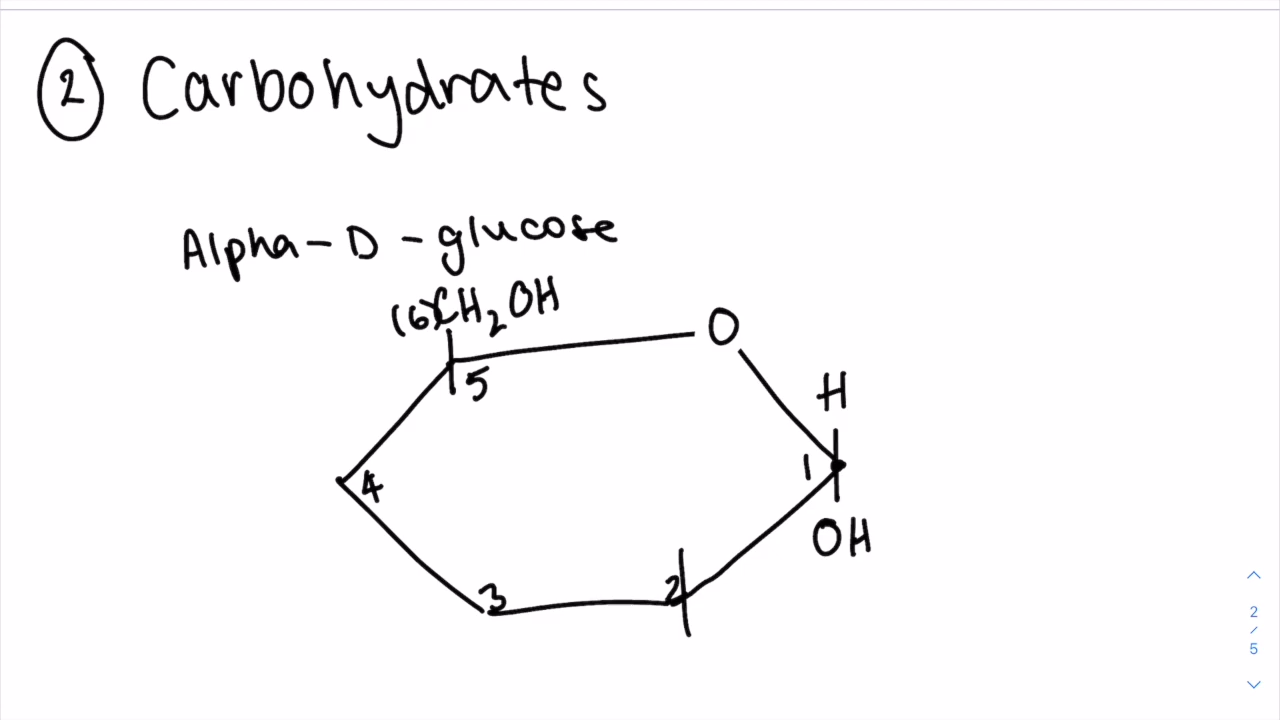 2 Carbohydrates
Alpha-D-glucose
(6)CH2OH
O
5
H
1
4
OH
3
2
2
/
5